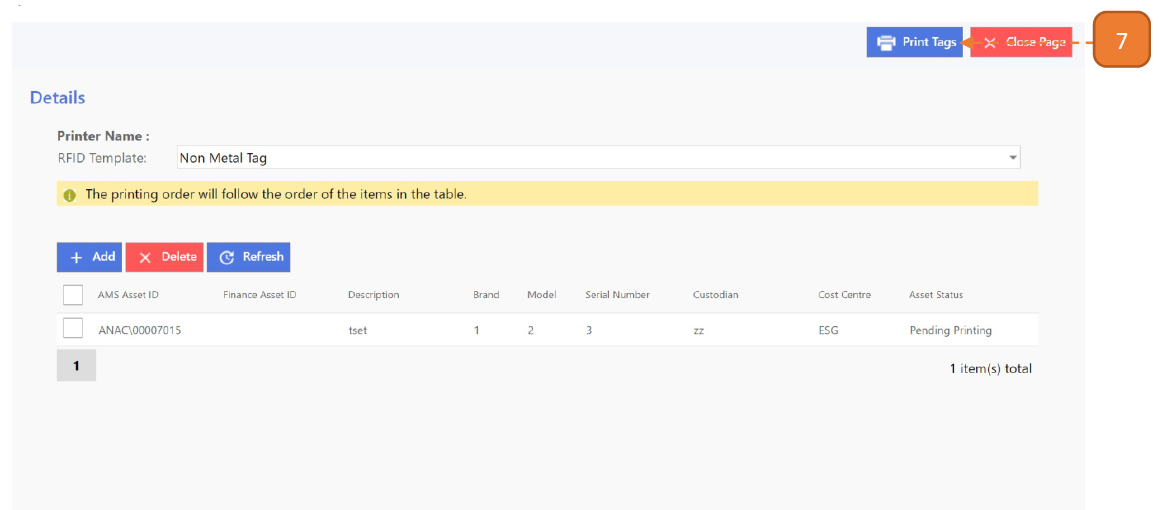 Print Tags
Close Page
7
Details
Printer Name :
RFID Template: Non Metal Tag
The printing order will follow the order of the items in the table.
Add Delete Refresh
AMS Asset ID Finance Asset ID Description Brand Model Serial Number Custodian Cost Centre Asset Status
ANAC\00007015 tset 1 2 3 zz ESG Pending Printing
1
1 item(s) total